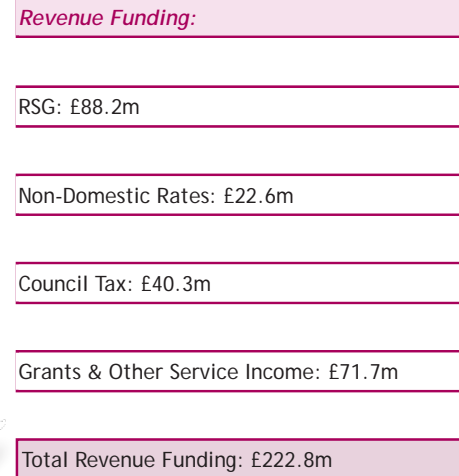 Revenue Funding:
RSG: £88.2m
Non-Domestic Rates: £22.6m
Council Tax: £40.3m
Grants & Other Service Income: £71.7m
Total Revenue Funding: £222.8m